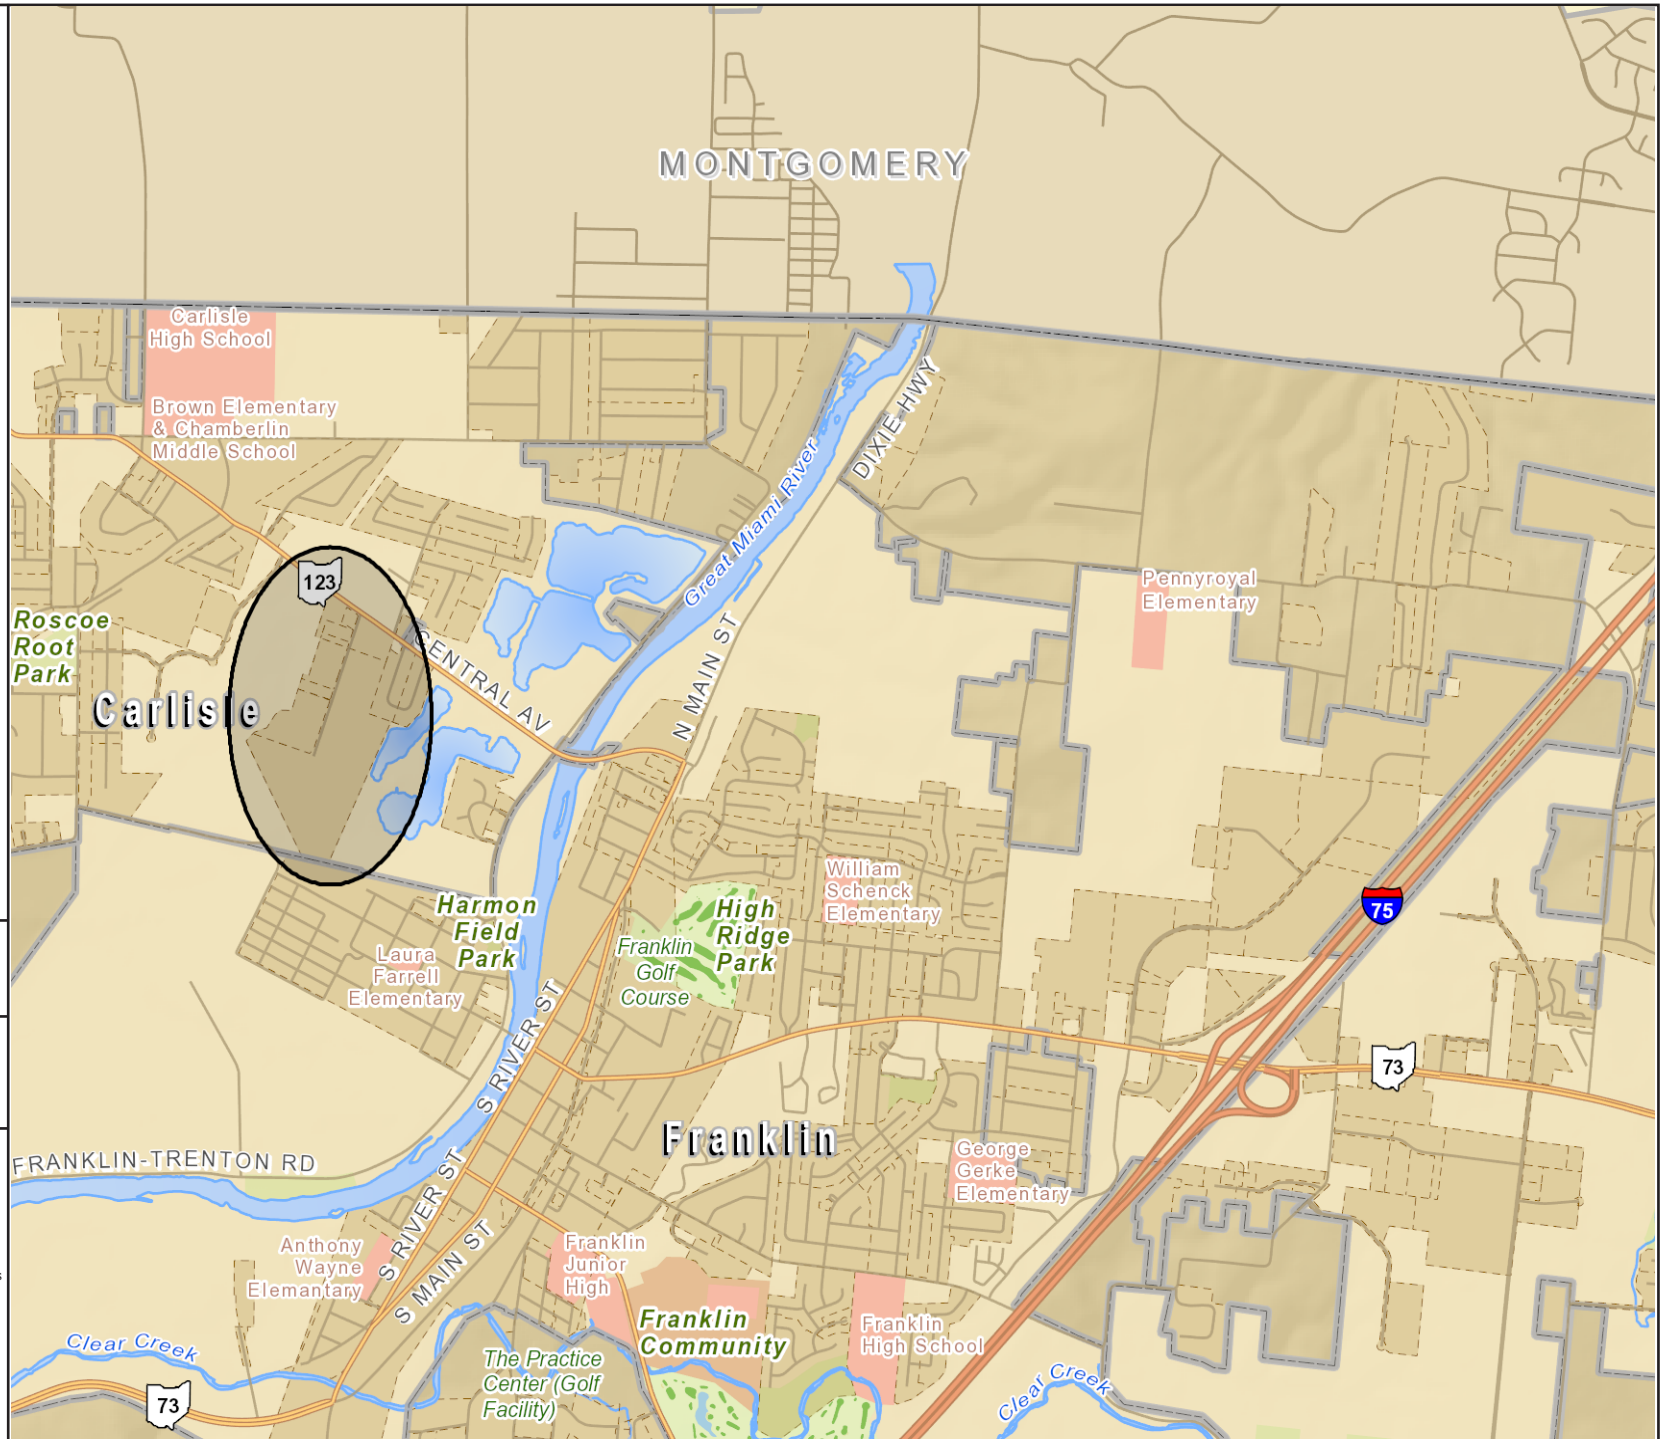 MONTGOMERY
Carlisle
High School
Brown Elementary
& Chamberlin
Middle School
DIXIE HWY
Great Miami River
123
Pennyroyal
Elementary
Roscoe
Root
Park
CENTRAL AV
N MAIN ST
Carlisle
William
Schenck
Elementary
75
Harmon
Field
Park
High
Ridge
Park
Franklin
Golf
Course
Laura
Farrell
Elementary
S RIVER ST
73
Franklin
FRANKLIN-TRENTON RD
George
Gerke
Elementary
S RIVER ST
Anthony
Wayne
Elemantary
S MAIN ST
Franklin
Junior
High
Franklin
Community
Franklin
High School
Clear Creek
The Practice
Center (Golf
Facility)
Clear Creek
73